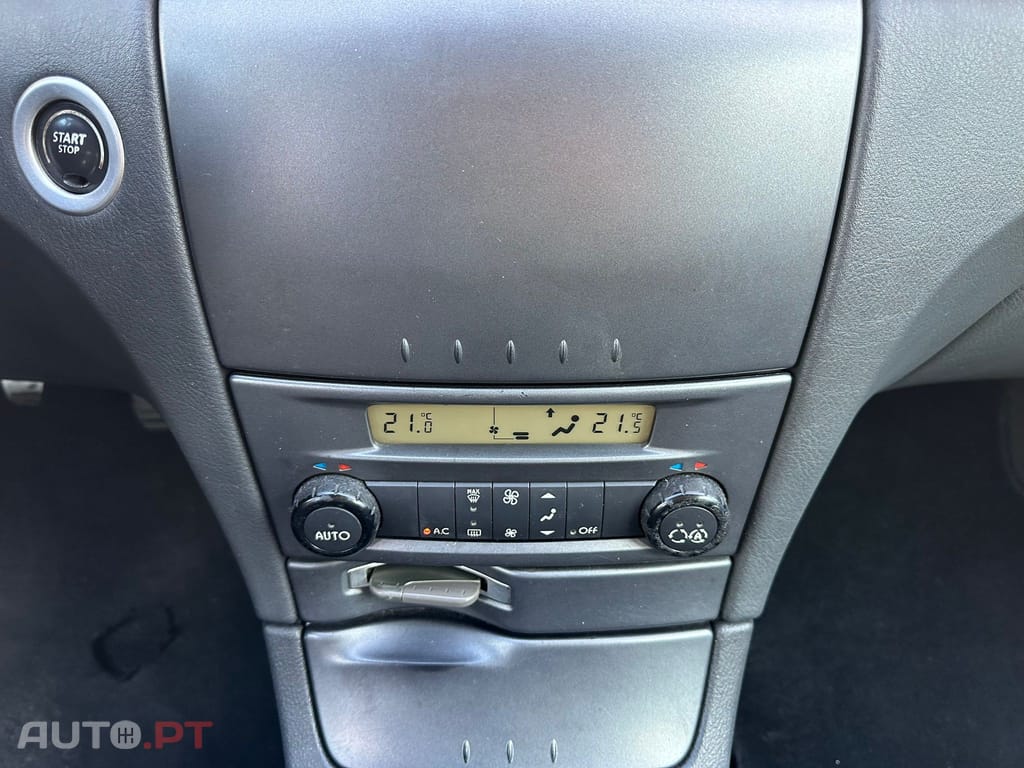 START
STOP
21.0 °C
21.5 °C
MAX
AUTO
A.C
OFF
A
AUTO.PT